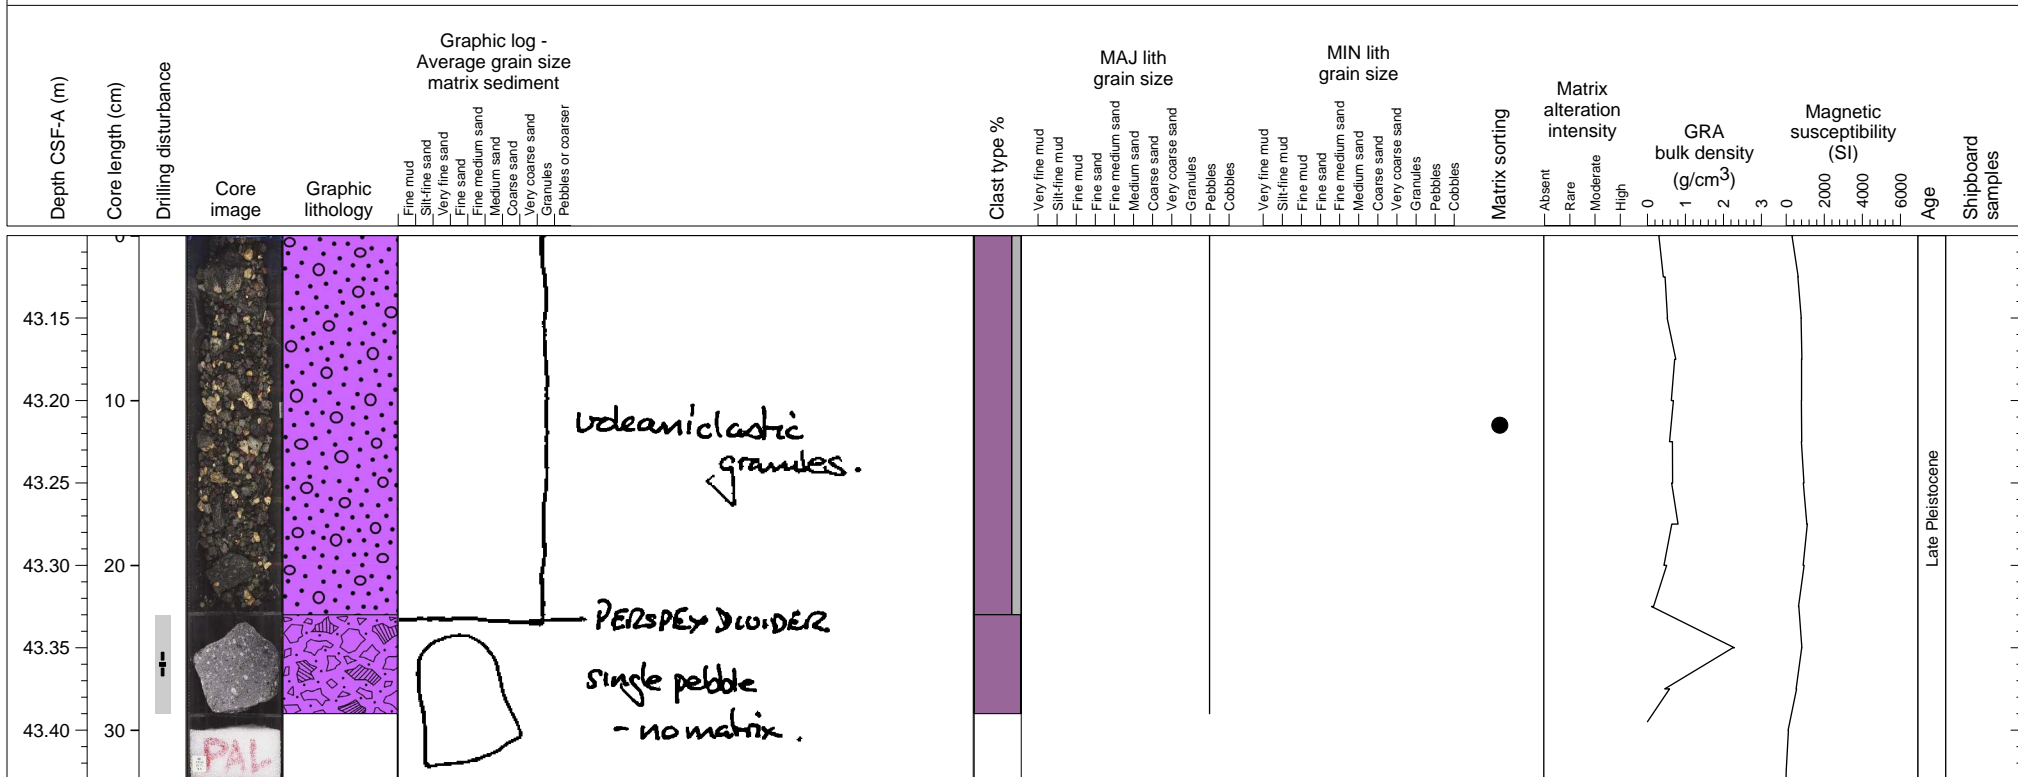 Depth CSF-A (m)
Core length (cm)
Drilling disturbance
Core
image
Graphic
lithology
Graphic log -
Average grain size
matrix sediment
Fine mud
Silt-fine sand
Very fine sand
Fine sand
Fine medium sand
Medium sand
Coarse sand
Very coarse sand
Granules
Pebbles or coarser
Clast type %
MAJ lith
grain size
Very fine mud
Silt-fine mud
Fine mud
Fine sand
Fine medium sand
Medium sand
Coarse sand
Very coarse sand
Granules
Pebbles
Cobbles
MIN lith
grain size
Very fine mud
Silt-fine mud
Fine mud
Fine sand
Fine medium sand
Medium sand
Coarse sand
Very coarse sand
Granules
Pebbles
Cobbles
Matrix sorting
Matrix
alteration
intensity
Absent
Rare
Moderate
High
GRA
bulk density
(g/cm3)
0 1 2 3
Magnetic
susceptibility
(SI)
0 2000 4000 6000
Age
Shipboard
samples
0
43.15
43.20 10
43.25
43.30 20
43.35
43.40 30
volcaniclastic
granules.
PERSPEX DIVIDER
single pebble
- no matrix.
Late Pleistocene
PAL